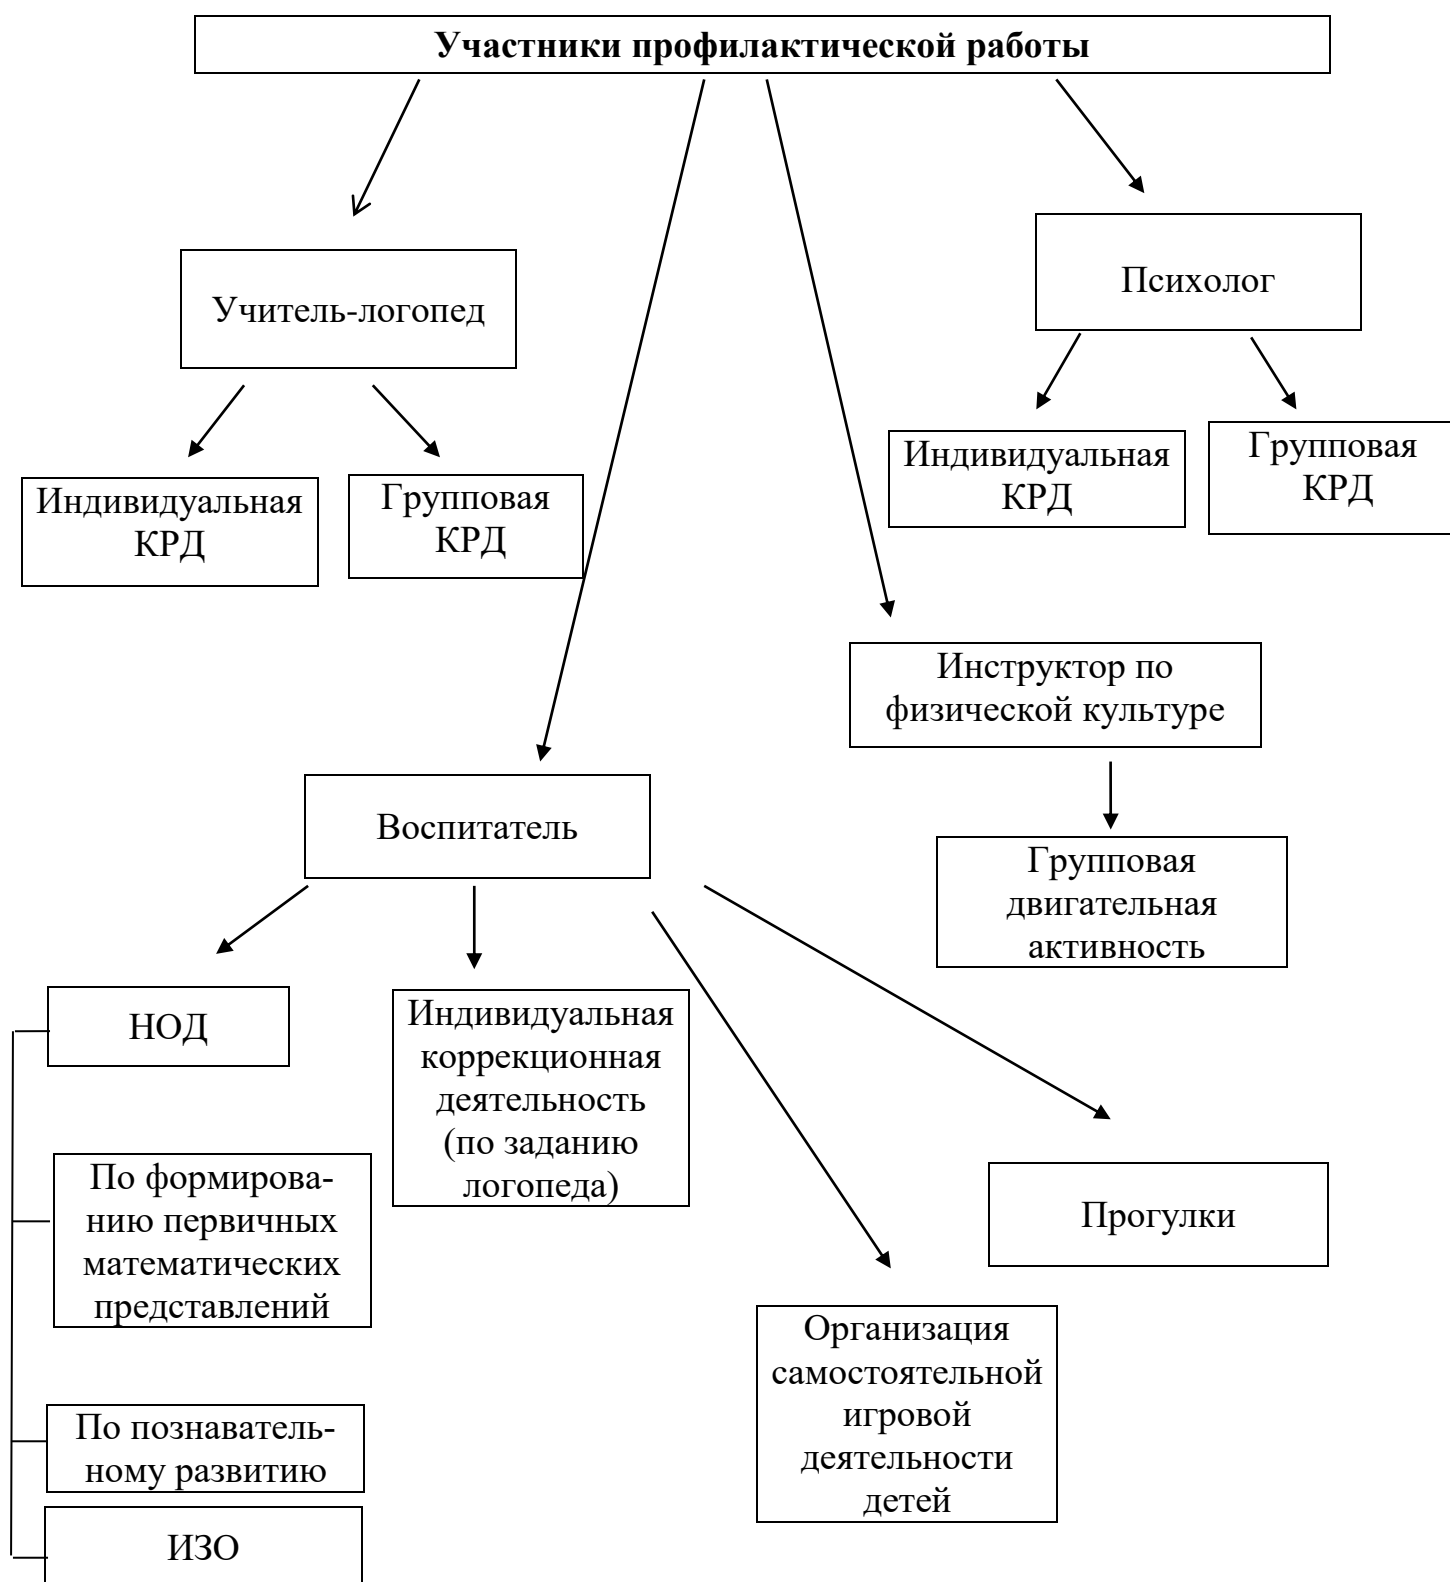 Участники профилактической работы
Учитель-логопед
Психолог
Индивидуальная
КРД
Групповая
КРД
Индивидуальная
КРД
Групповая
КРД
Инструктор по
физической культуре
Воспитатель
Групповая
двигательная
активность
НОД
Индивидуальная
коррекционная
деятельность
(по заданию
логопеда)
По формирова-
нию первичных
математических
представлений
Прогулки
Организация
самостоятельной
игровой
деятельности
детей
По познаватель-
ному развитию
ИЗО